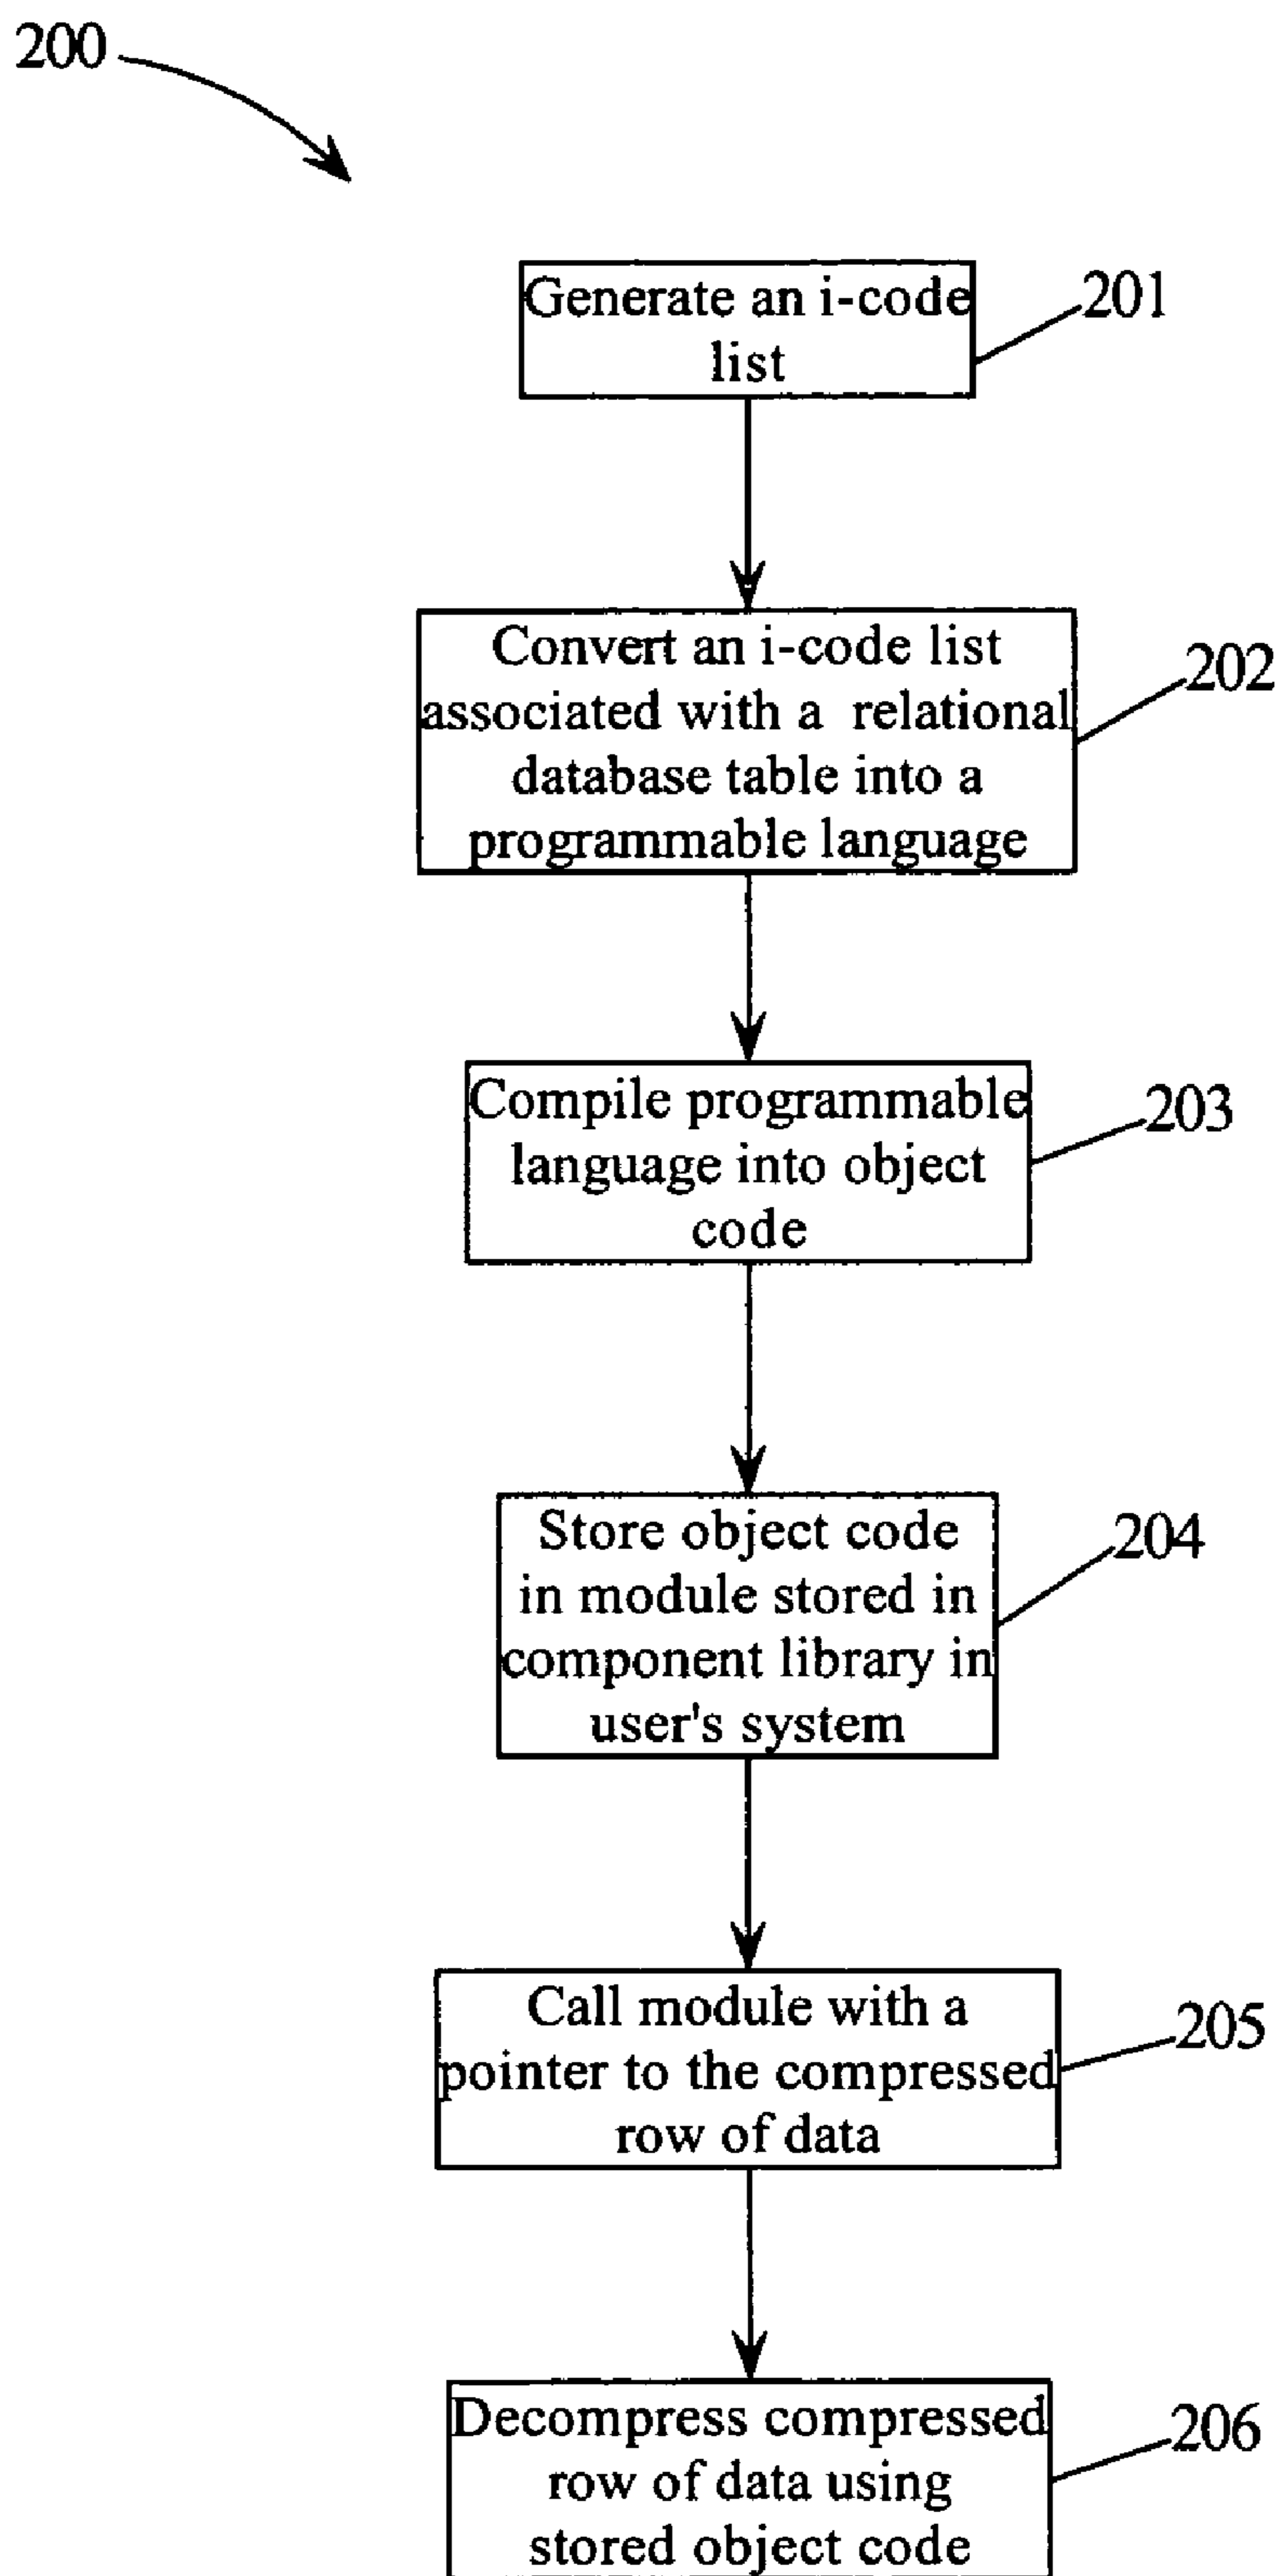 200
Generate an i-code
list
201
Convert an i-code list
associated with a relational
database table into a
programmable language
202
Compile programmable
language into object
code
203
Store object code
in module stored in
component library in
user's system
204
Call module with a
pointer to the compressed
row of data
205
Decompress compressed
row of data using
stored object code
206